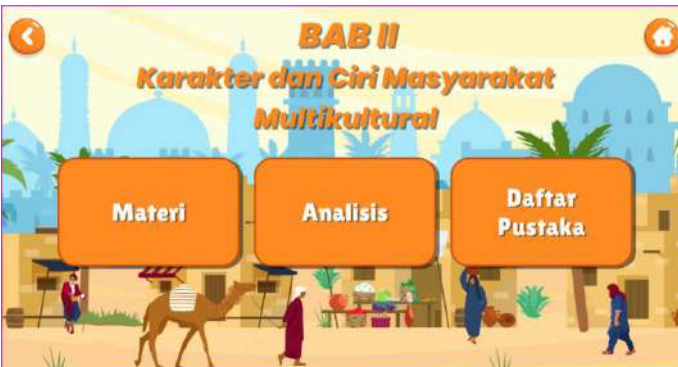 BAB II
Karakter dan Ciri Masyarakat
Multikultural
Materi
Analisis
Daftar
Pustaka